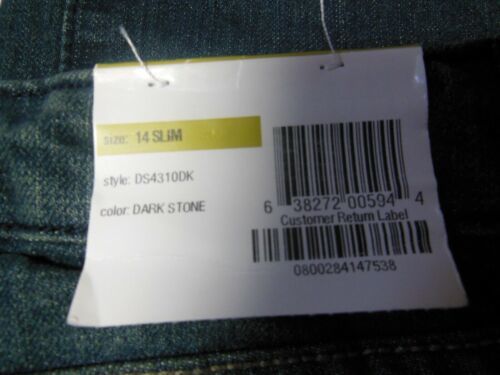 size: 14 SLIM
style: DS4310DK
color: DARK STONE
6 38272 00594 4
Customer Return Label
0800284147538